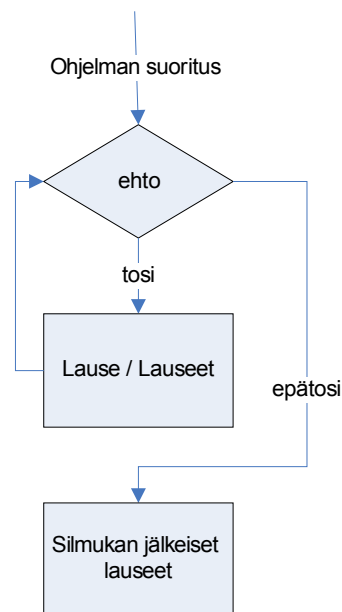 Ohjelman suoritus
ehto
tosi
Lause / Lauseet
epätosi
Silmukan jälkeiset
lauseet